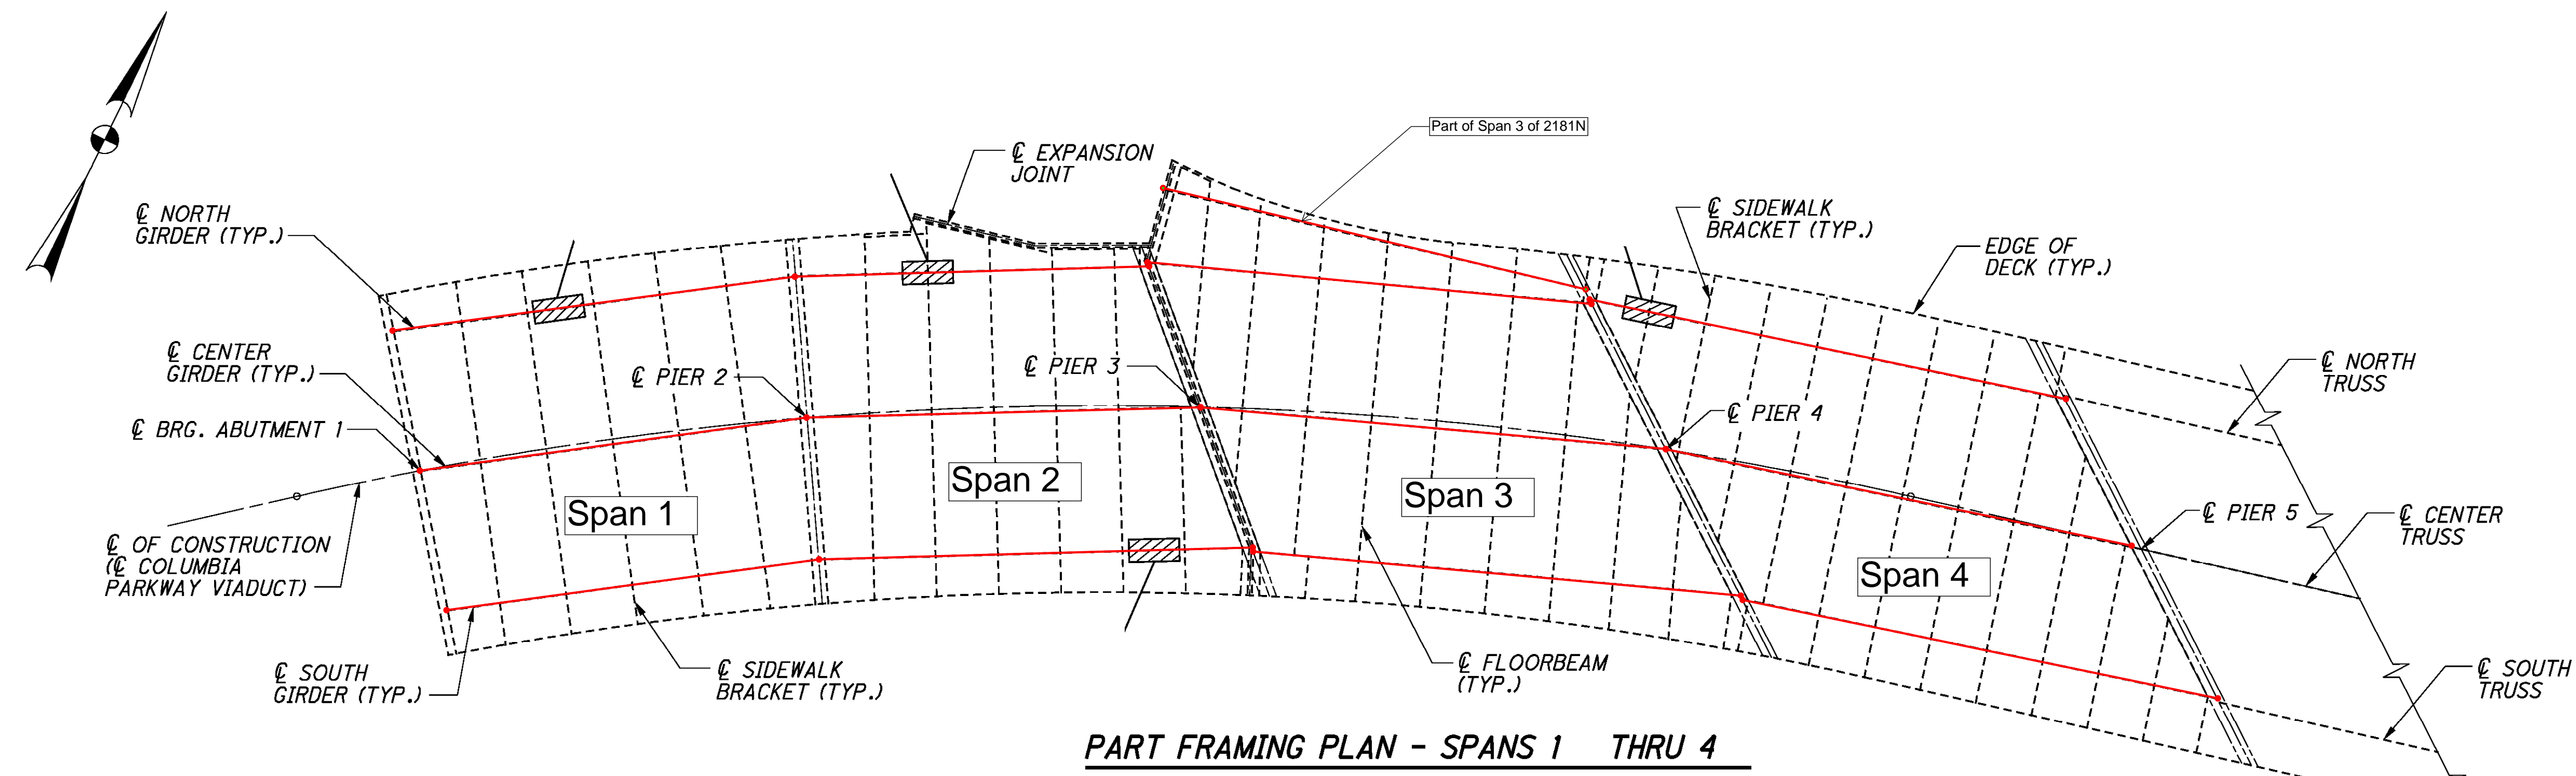 Part of Span 3 of 2181N
℄ EXPANSION
JOINT
℄ NORTH
GIRDER (TYP.)
℄ SIDEWALK
BRACKET (TYP.)
EDGE OF
DECK (TYP.)
℄ CENTER
GIRDER (TYP.)
℄ PIER 2
℄ PIER 3
℄ NORTH
TRUSS
℄ BRG. ABUTMENT 1
℄ PIER 4
Span 1
Span 2
Span 3
Span 4
℄ PIER 5
℄ CENTER
TRUSS
℄ OF CONSTRUCTION
(℄ COLUMBIA
PARKWAY VIADUCT)
℄ SOUTH
GIRDER (TYP.)
℄ SIDEWALK
BRACKET (TYP.)
℄ FLOORBEAM
(TYP.)
℄ SOUTH
TRUSS
PART FRAMING PLAN - SPANS 1 THRU 4